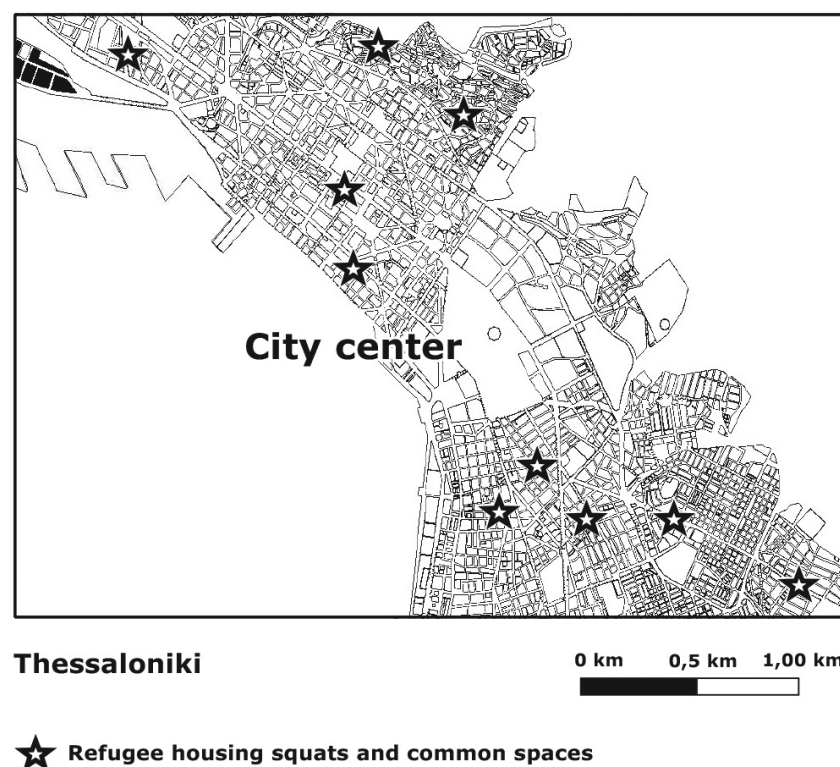 City center
Thessaloniki
0 km 0,5 km 1,00 km
Refugee housing squats and common spaces